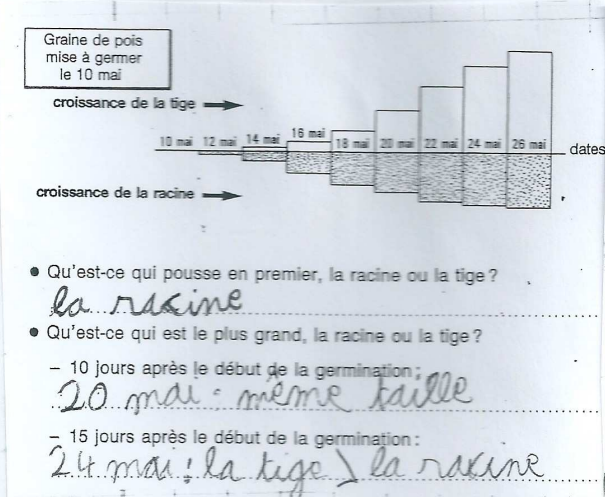 Graine de pois
mise à germer
le 10 mai
croissance de la tige
10 mai 12 mai 14 mai 16 mai 18 mai 20 mai 22 mai 24 mai 26 mai
dates
croissance de la racine
• Qu'est-ce qui pousse en premier, la racine ou la tige ?
la racine
• Qu'est-ce qui est le plus grand, la racine ou la tige ?
– 10 jours après le début de la germination :
20 mai : même taille
– 15 jours après le début de la germination :
24 mai : la tige > la racine